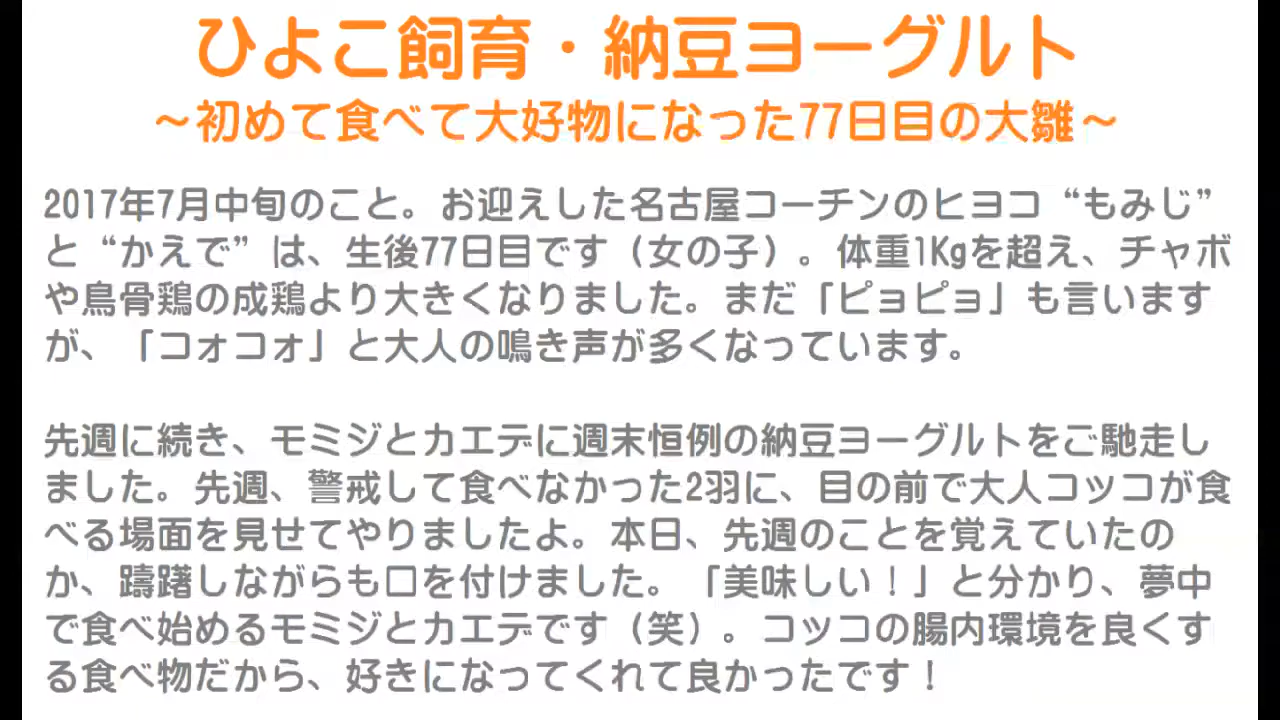 ひよこ飼育・納豆ヨーグルト
～初めて食べて大好物になった77日目の大雛～
2017年7月中旬のこと。お迎えした名古屋コーチンのヒヨコ“もみじ”
と“かえで”は、生後77日目です（女の子）。体重1Kgを超え、チャボ
や烏骨鶏の成鶏より大きくなりました。まだ「ピョピョ」も言います
が、「コォコォ」と大人の鳴き声が多くなっています。
先週に続き、モミジとカエデに週末恒例の納豆ヨーグルトをご馳走し
ました。先週、警戒して食べなかった2羽に、目の前で大人コッコが食
べる場面を見せてやりましたよ。本日、先週のことを覚えていたの
か、躊躇しながらも口を付けました。「美味しい！」と分かり、夢中
で食べ始めるモミジとカエデです（笑）。コッコの腸内環境を良くす
る食べ物だから、好きになってくれて良かったです！